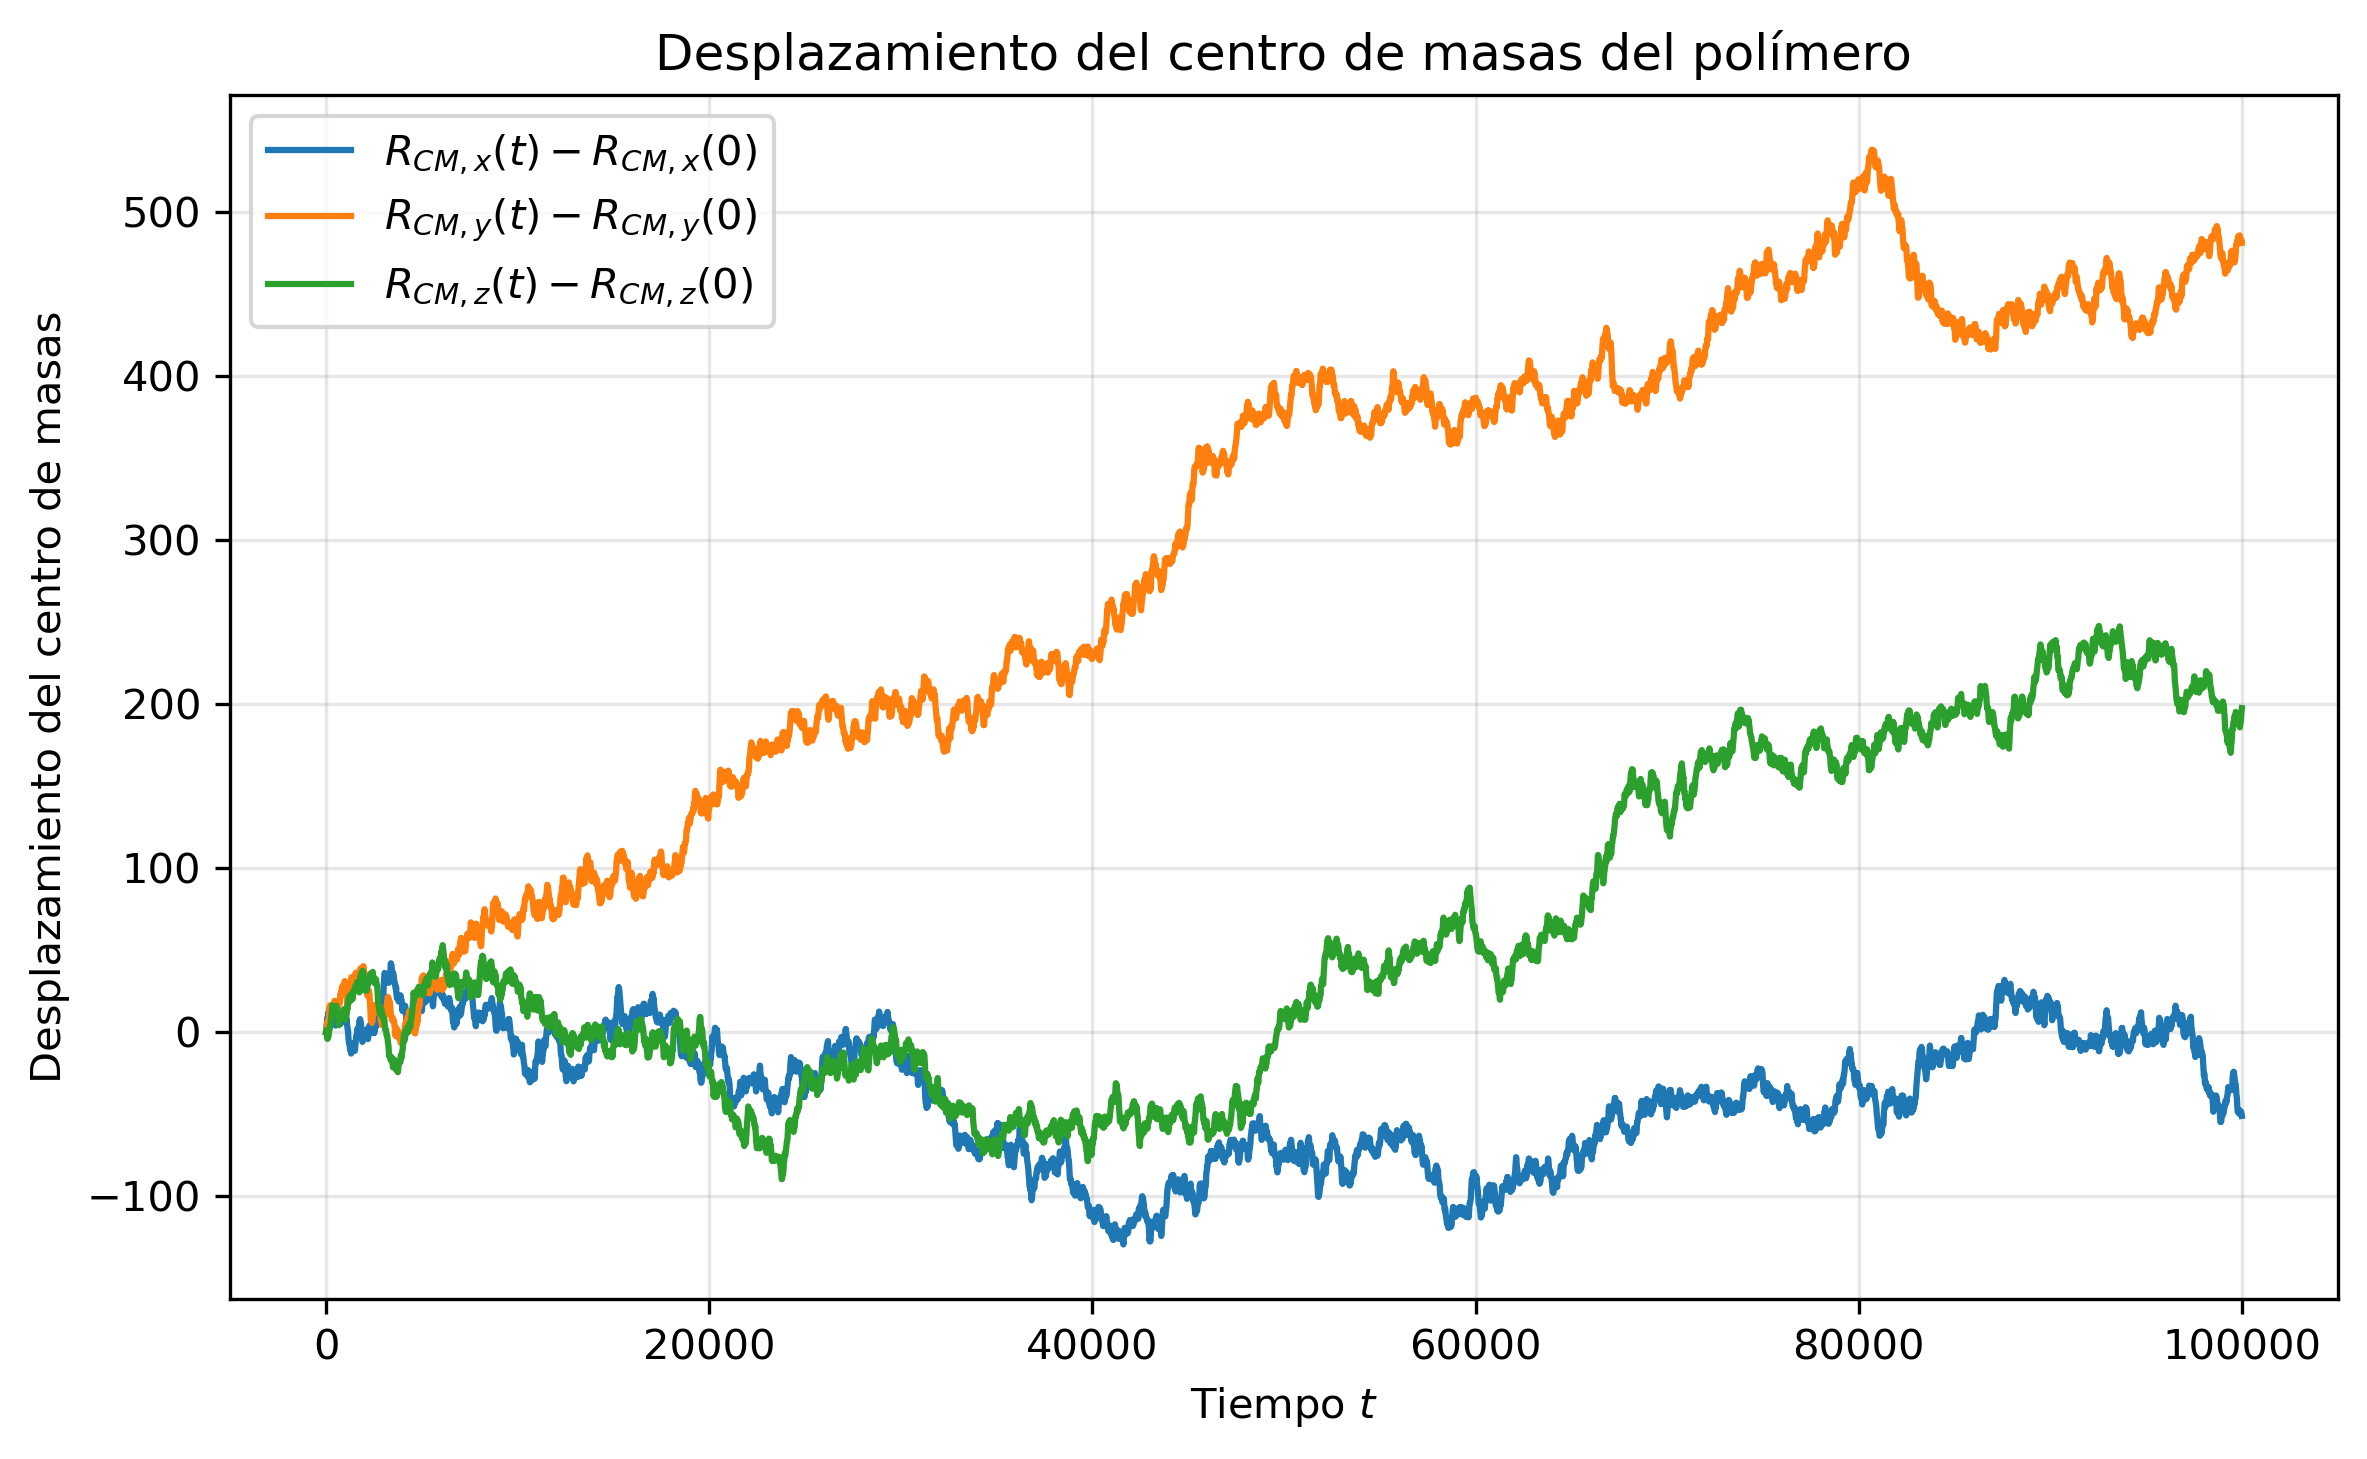 Desplazamiento del centro de masas del polímero
R_{CM,x}(t) − R_{CM,x}(0)
R_{CM,y}(t) − R_{CM,y}(0)
R_{CM,z}(t) − R_{CM,z}(0)
Desplazamiento del centro de masas
500
400
300
200
100
0
−100
0 20000 40000 60000 80000 100000
Tiempo t